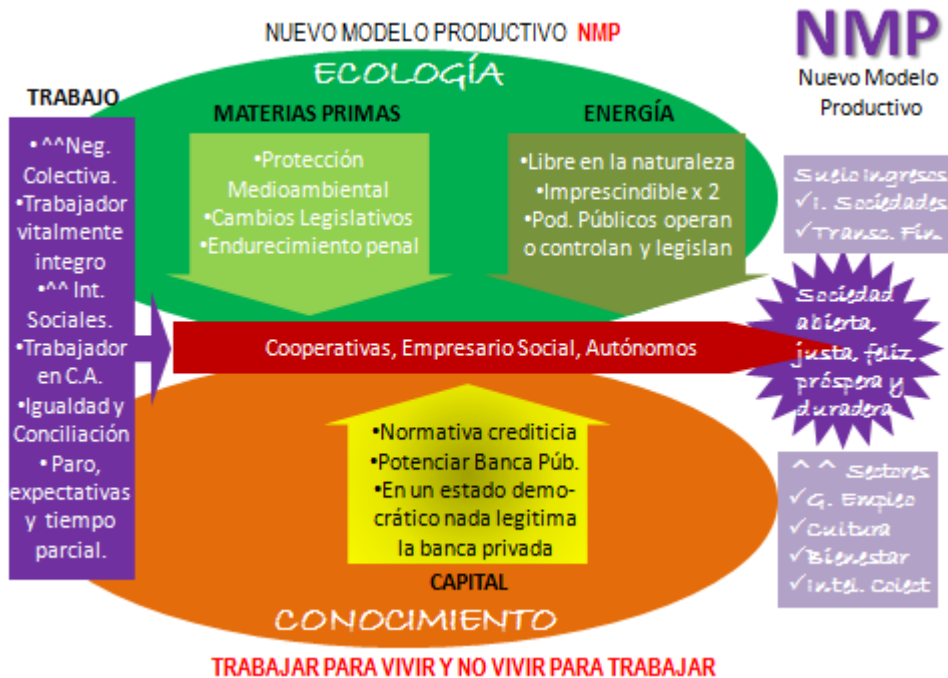 NUEVO MODELO PRODUCTIVO NMP
NMP
Nuevo Modelo
Productivo
ECOLOGÍA
TRABAJO
•^^Neg.
Colectiva.
•Trabajador
vitalmente
integro
•^^ Int.
Sociales.
•Trabajador
en C.A.
•Igualdad y
Conciliación
•Paro,
expectativas
y tiempo
parcial.
MATERIAS PRIMAS
•Protección
Medioambiental
•Cambios Legislativos
•Endurecimiento penal
ENERGÍA
•Libre en la naturaleza
•Imprescindible x 2
•Pod. Públicos operan
o controlan y legislan
Suelo Ingresos
✓I. Sociedades
✓Transc. Fin.
Cooperativas, Empresario Social, Autónomos
Sociedad
abierta,
justa, feliz,
próspera y
duradera
•Normativa crediticia
•Potenciar Banca Púb.
•En un estado demo-
crático nada legitima
la banca privada
CAPITAL
CONOCIMIENTO
^ ^ Sectores
✓G. Empleo
✓Cultura
✓Bienestar
✓Intel. Colect
TRABAJAR PARA VIVIR Y NO VIVIR PARA TRABAJAR